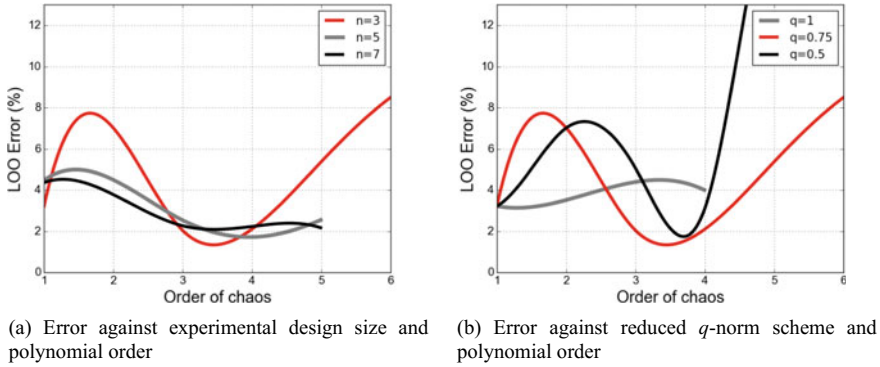 n=3
n=5
n=7
12
10
8
6
4
2
0
LOO Error (%)
1 2 3 4 5 6
Order of chaos
(a) Error against experimental design size and
polynomial order
q=1
q=0.75
q=0.5
12
10
8
6
4
2
0
LOO Error (%)
1 2 3 4 5 6
Order of chaos
(b) Error against reduced q-norm scheme and
polynomial order